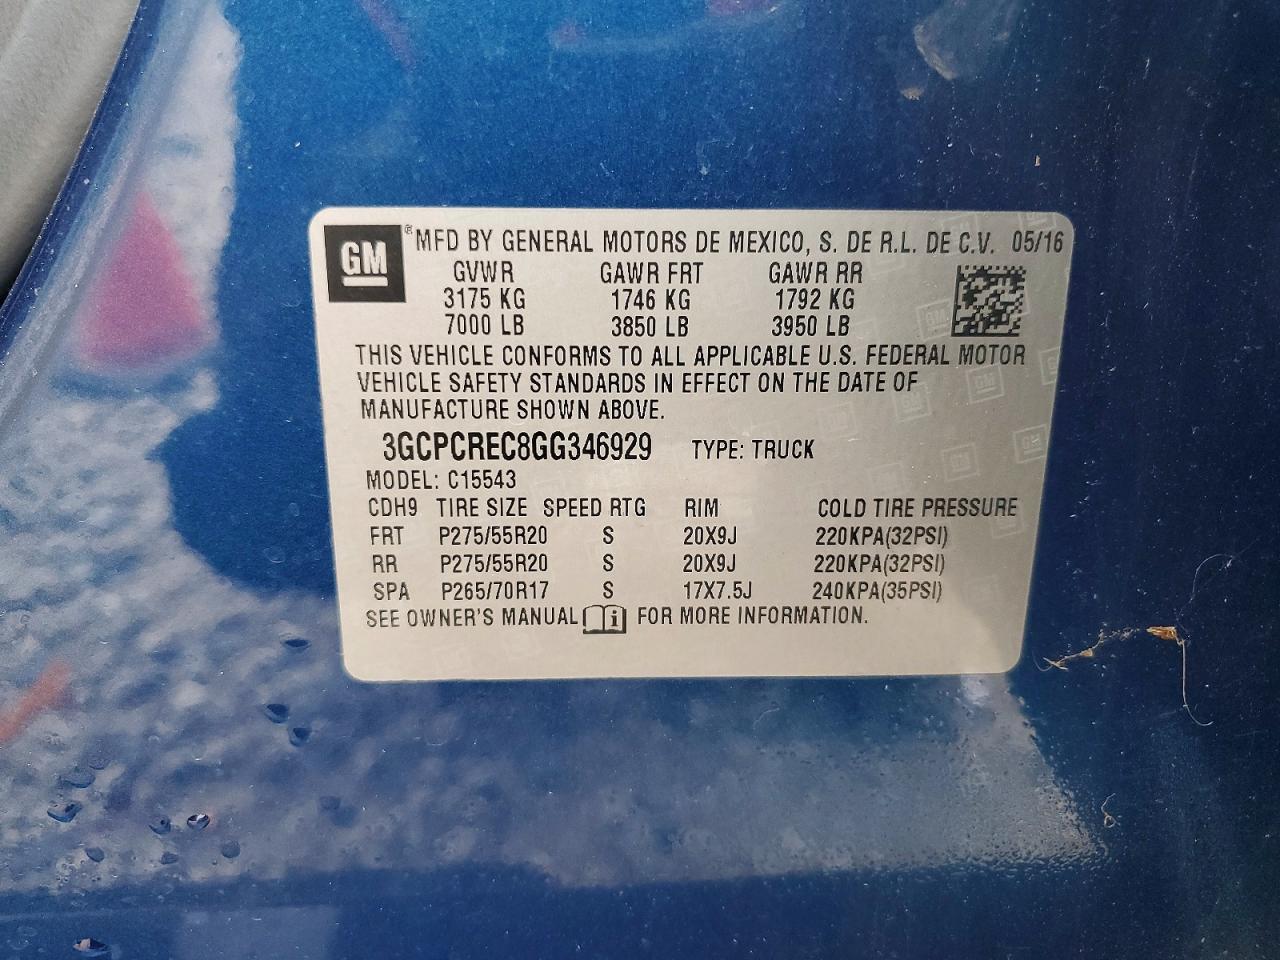 GM ® MFD BY GENERAL MOTORS DE MEXICO, S. DE R.L. DE C.V. 05/16
GVWR GAWR FRT GAWR RR
3175 KG 1746 KG 1792 KG
7000 LB 3850 LB 3950 LB
THIS VEHICLE CONFORMS TO ALL APPLICABLE U.S. FEDERAL MOTOR
VEHICLE SAFETY STANDARDS IN EFFECT ON THE DATE OF
MANUFACTURE SHOWN ABOVE.
3GCPCREC8GG346929 TYPE: TRUCK
MODEL: C15543
CDH9 TIRE SIZE SPEED RTG RIM COLD TIRE PRESSURE
FRT P275/55R20 S 20X9J 220KPA(32PSI)
RR P275/55R20 S 20X9J 220KPA(32PSI)
SPA P265/70R17 S 17X7.5J 240KPA(35PSI)
SEE OWNER'S MANUAL i FOR MORE INFORMATION.